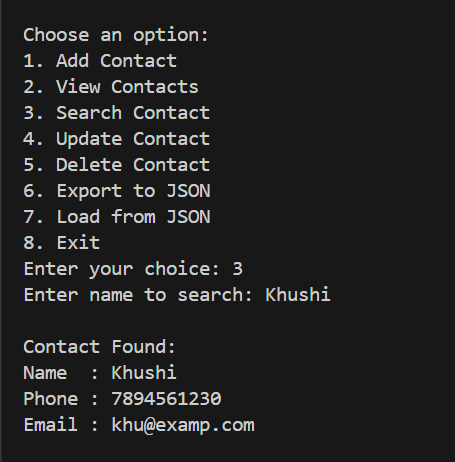 Choose an option:
1. Add Contact
2. View Contacts
3. Search Contact
4. Update Contact
5. Delete Contact
6. Export to JSON
7. Load from JSON
8. Exit
Enter your choice: 3
Enter name to search: Khushi
Contact Found:
Name  : Khushi
Phone : 7894561230
Email : khu@examp.com